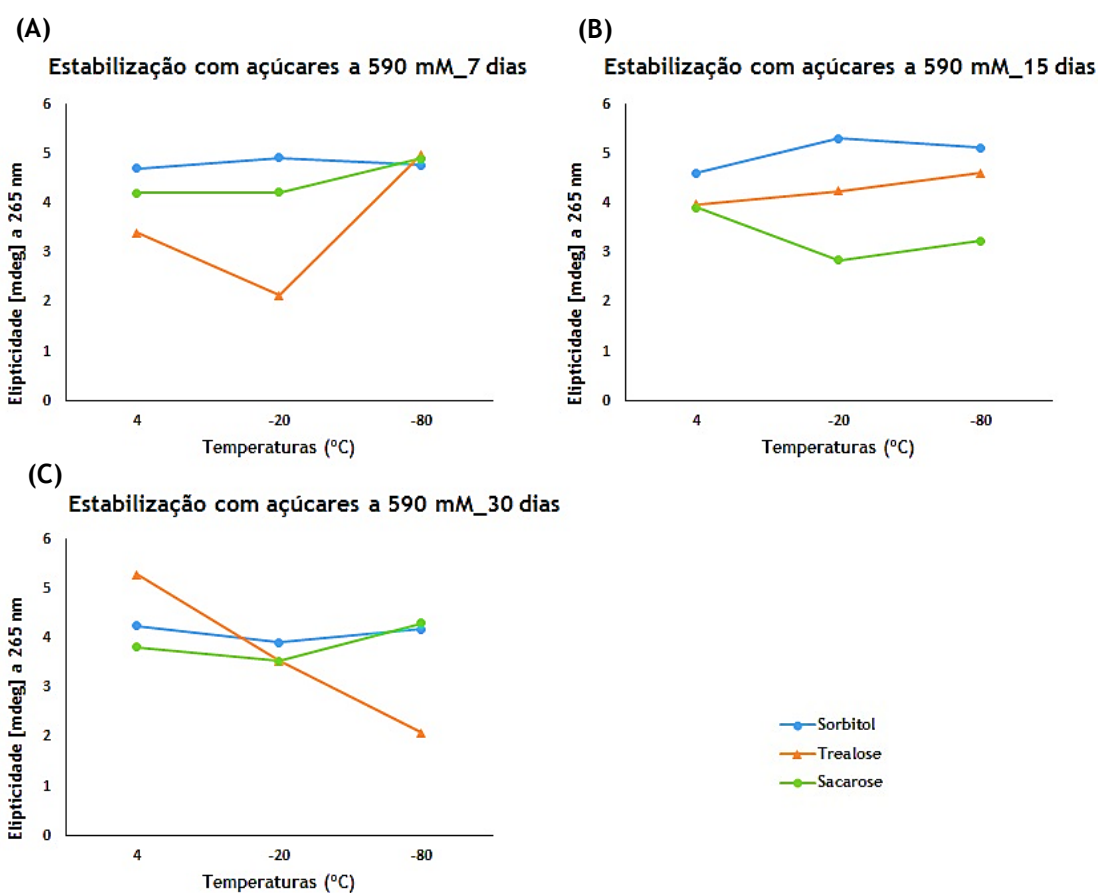 (A)
Estabilização com açúcares a 590 mM_7 dias
Elipticidade [mdeg] a 265 nm
6
5
4
3
2
1
0
4 -20 -80
Temperaturas (ºC)
(B)
Estabilização com açúcares a 590 mM_15 dias
Elipticidade [mdeg] a 265 nm
6
5
4
3
2
1
0
4 -20 -80
Temperaturas (ºC)
(C)
Estabilização com açúcares a 590 mM_30 dias
Elipticidade [mdeg] a 265 nm
6
5
4
3
2
1
0
4 -20 -80
Temperaturas (ºC)
Sorbitol
Trealose
Sacarose